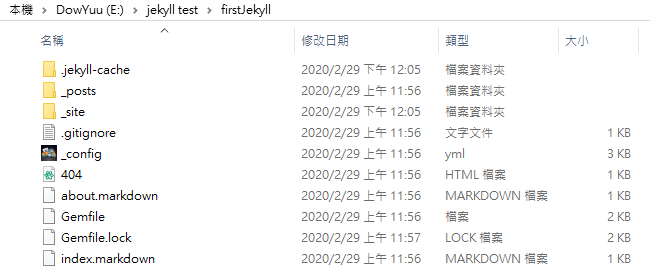 本機 > DowYuu (E:) > jekyll test > firstJekyll
名稱 修改日期 類型 大小
.jekyll-cache 2020/2/29 下午 12:05 檔案資料夾
_posts 2020/2/29 上午 11:56 檔案資料夾
_site 2020/2/29 下午 12:05 檔案資料夾
.gitignore 2020/2/29 上午 11:56 文字文件 1 KB
_config 2020/2/29 上午 11:56 yml 3 KB
404 2020/2/29 上午 11:56 HTML 檔案 1 KB
about.markdown 2020/2/29 上午 11:56 MARKDOWN 檔案 1 KB
Gemfile 2020/2/29 上午 11:56 檔案 2 KB
Gemfile.lock 2020/2/29 上午 11:57 LOCK 檔案 2 KB
index.markdown 2020/2/29 上午 11:56 MARKDOWN 檔案 1 KB